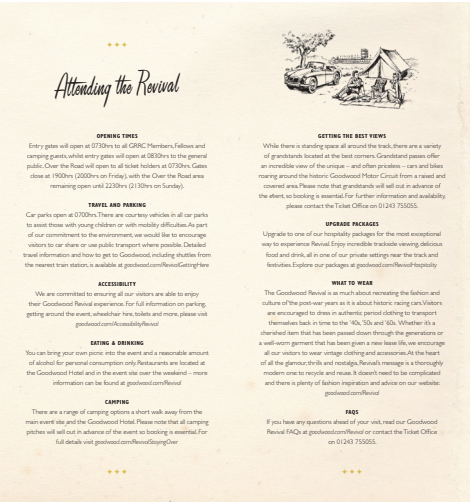 Attending the Revival
OPENING TIMES
Entry gates will open at 0730hrs to all GRRC Members, Fellows and
camping guests, whilst entry gates will open at 0830hrs to the general
public. Over the Road will open to all ticket holders at 0730hrs. Gates
close at 1900hrs (2000hrs on Friday), with the Over the Road area
remaining open until 2230hrs (2130hrs on Sunday).
TRAVEL AND PARKING
Car parks open at 0700hrs. There are courtesy vehicles in all car parks
to assist those with young children or with mobility difficulties. As part
of our commitment to the environment, we would like to encourage
visitors to car share or use public transport where possible. Detailed
travel information and how to get to Goodwood, including shuttles from
the nearest train station, is available at goodwood.com/RevivalGettingHere
ACCESSIBILITY
We are committed to ensuring all our visitors are able to enjoy
their Goodwood Revival experience. For full information on parking,
getting around the event, wheelchair hire, toilets and more, please visit
goodwood.com/AccessibilityRevival
EATING & DRINKING
You can bring your own picnic into the event and a reasonable amount
of alcohol for personal consumption only. Restaurants are located at
the Goodwood Hotel and in the event site over the weekend – more
information can be found at goodwood.com/Revival
CAMPING
There are a range of camping options a short walk away from the
main event site and the Goodwood Hotel. Please note that all camping
pitches will sell out in advance of the event so booking is essential. For
full details visit goodwood.com/RevivalStayingOver
GETTING THE BEST VIEWS
While there is standing space all around the track, there are a variety
of grandstands located at the best corners. Grandstand passes offer
an incredible view of the unique – and often priceless – cars and bikes
roaring around the historic Goodwood Motor Circuit from a raised and
covered area. Please note that grandstands will sell out in advance of
the event, so booking is essential. For further information and availability,
please contact the Ticket Office on 01243 755055.
UPGRADE PACKAGES
Upgrade to one of our hospitality packages for the most exceptional
way to experience Revival. Enjoy incredible trackside viewing, delicious
food and drink, all in one of our private settings near the track and
festivities. Explore our packages at goodwood.com/RevivalHospitality
WHAT TO WEAR
The Goodwood Revival is as much about recreating the fashion and
culture of the post-war years as it is about historic racing cars. Visitors
are encouraged to dress in authentic period clothing to transport
themselves back in time to the '40s, '50s and '60s. Whether it's a
cherished item that has been passed down through the generations or
a well-worn garment that has been given a new lease life, we encourage
all our visitors to wear vintage clothing and accessories. At the heart
of all the glamour, thrills and nostalgia, Revival's message is a thoroughly
modern one: to recycle and reuse. It doesn't need to be complicated
and there is plenty of fashion inspiration and advice on our website:
goodwood.com/Revival
FAQS
If you have any questions ahead of your visit, read our Goodwood
Revival FAQs at goodwood.com/Revival or contact the Ticket Office
on 01243 755055.